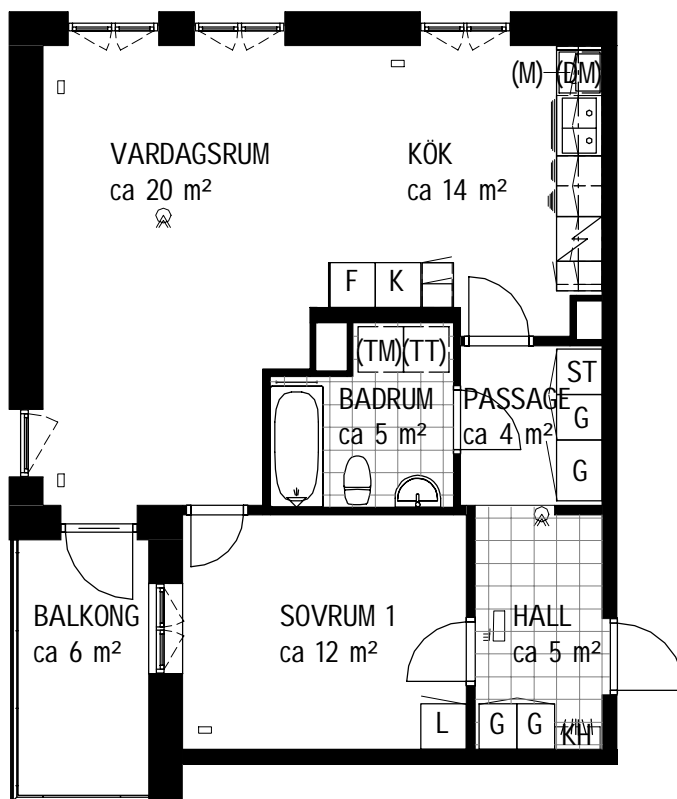 (M)
(DM)
VARDAGSRUM
ca 20 m²
KÖK
ca 14 m²
F
K
(TM)
(TT)
ST
BADRUM
ca 5 m²
PASSAGE
ca 4 m²
G
G
BALKONG
ca 6 m²
SOVRUM 1
ca 12 m²
HALL
ca 5 m²
L
G
G
KH